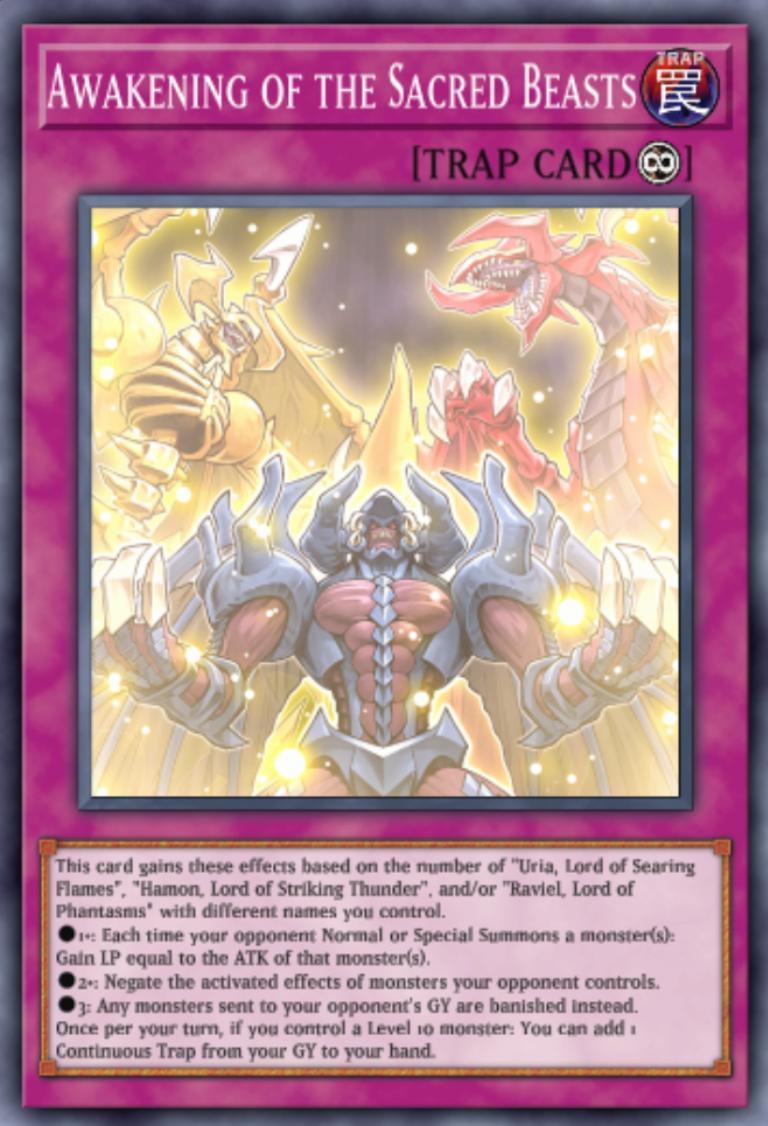 AWAKENING OF THE SACRED BEASTS
TRAP
罠
[TRAP CARD∞]
This card gains these effects based on the number of "Uria, Lord of Searing
Flames", "Hamon, Lord of Striking Thunder", and/or "Raviel, Lord of
Phantasms" with different names you control.
●1+: Each time your opponent Normal or Special Summons a monster(s):
Gain LP equal to the ATK of that monster(s).
●2+: Negate the activated effects of monsters your opponent controls.
●3: Any monsters sent to your opponent's GY are banished instead.
Once per your turn, if you control a Level 10 monster: You can add 1
Continuous Trap from your GY to your hand.